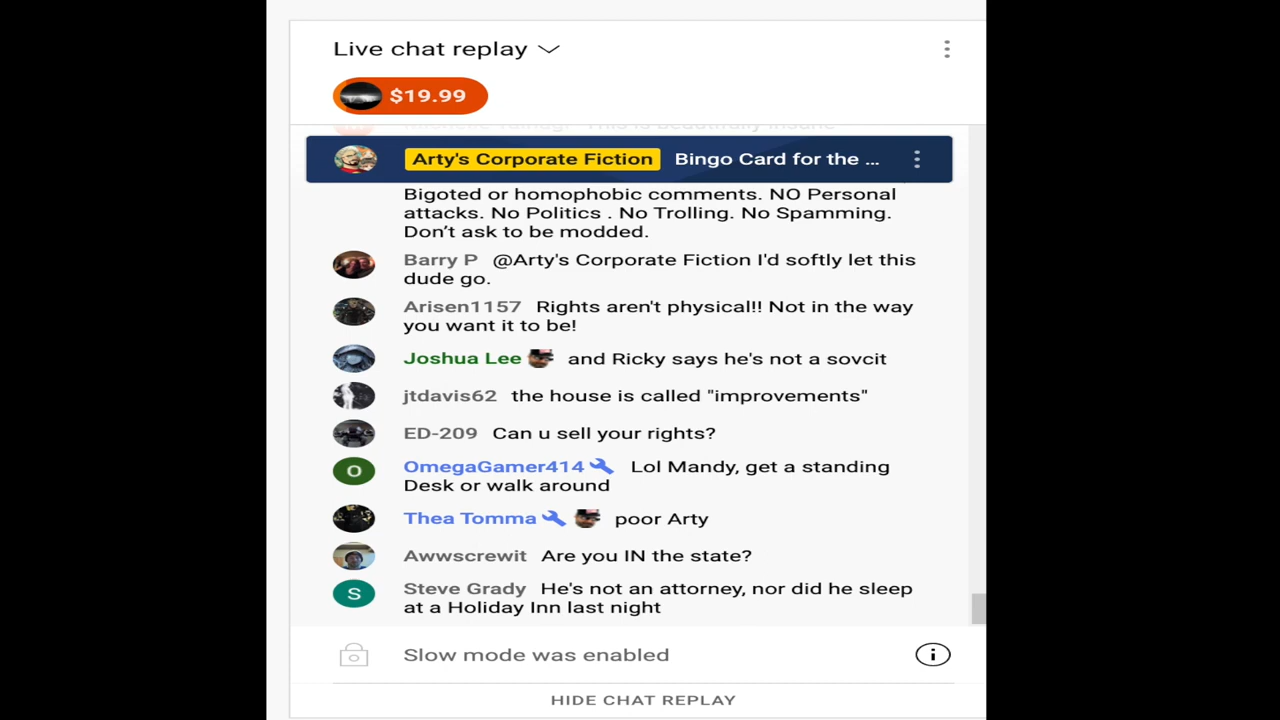 Live chat replay
$19.99
This is beautifully insane
Arty's Corporate Fiction Bingo Card for the ...
Bigoted or homophobic comments. NO Personal
attacks. No Politics . No Trolling. No Spamming.
Don’t ask to be modded.
Barry P @Arty's Corporate Fiction I'd softly let this
dude go.
Arisen1157 Rights aren't physical!! Not in the way
you want it to be!
Joshua Lee and Ricky says he's not a sovcit
jtdavis62 the house is called "improvements"
ED-209 Can u sell your rights?
O
OmegaGamer414 Lol Mandy, get a standing
Desk or walk around
Thea Tomma poor Arty
Awwscrewit Are you IN the state?
S
Steve Grady He's not an attorney, nor did he sleep
at a Holiday Inn last night
Slow mode was enabled
HIDE CHAT REPLAY